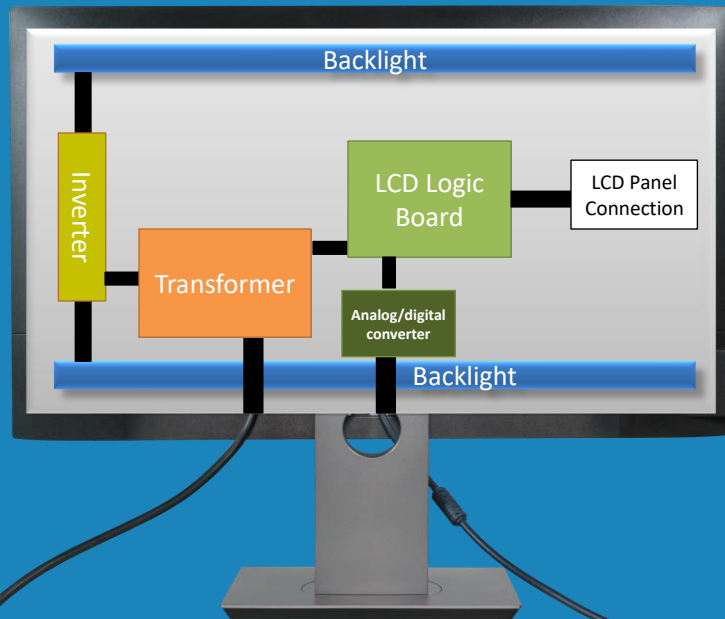 Backlight
Inverter
LCD Logic
Board
LCD Panel
Connection
Transformer
Analog/digital
converter
Backlight